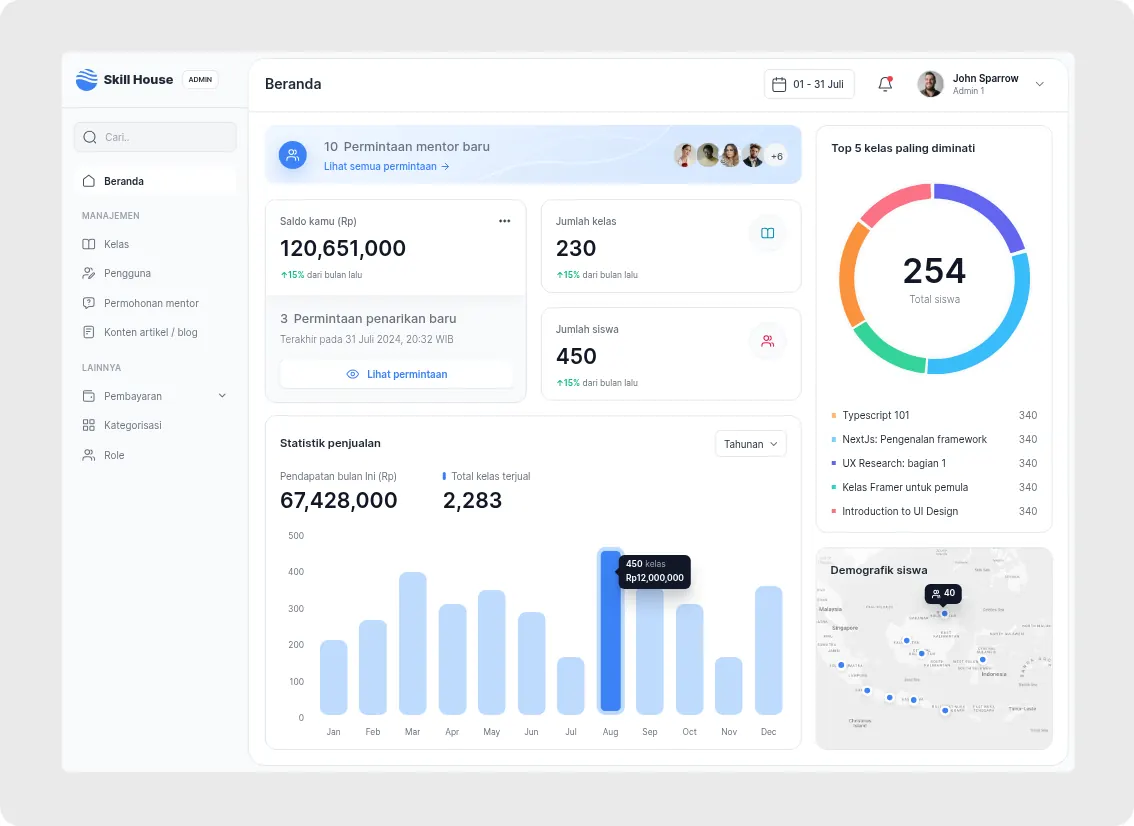 Skill House
ADMIN
Beranda
01 - 31 Juli
John Sparrow
Admin 1
Cari..
Beranda
MANAJEMEN
Kelas
Pengguna
Permohonan mentor
Konten artikel / blog
LAINNYA
Pembayaran
Kategorisasi
Role
10 Permintaan mentor baru
Lihat semua permintaan →
+6
Saldo kamu (Rp)
120,651,000
↑15% dari bulan lalu
3 Permintaan penarikan baru
Terakhir pada 31 Juli 2024, 20:32 WIB
Lihat permintaan
Jumlah kelas
230
↑15% dari bulan lalu
Jumlah siswa
450
↑15% dari bulan lalu
Statistik penjualan
Tahunan
Pendapatan bulan Ini (Rp)
67,428,000
Total kelas terjual
2,283
500
400
300
200
100
0
450 kelas
Rp12,000,000
Jan
Feb
Mar
Apr
May
Jun
Jul
Aug
Sep
Oct
Nov
Dec
Top 5 kelas paling diminati
254
Total siswa
Typescript 101 340
NextJs: Pengenalan framework 340
UX Research: bagian 1 340
Kelas Framer untuk pemula 340
Introduction to UI Design 340
Demografik siswa
40
Malaysia
Singapore
Indonesia
Christmas
Island